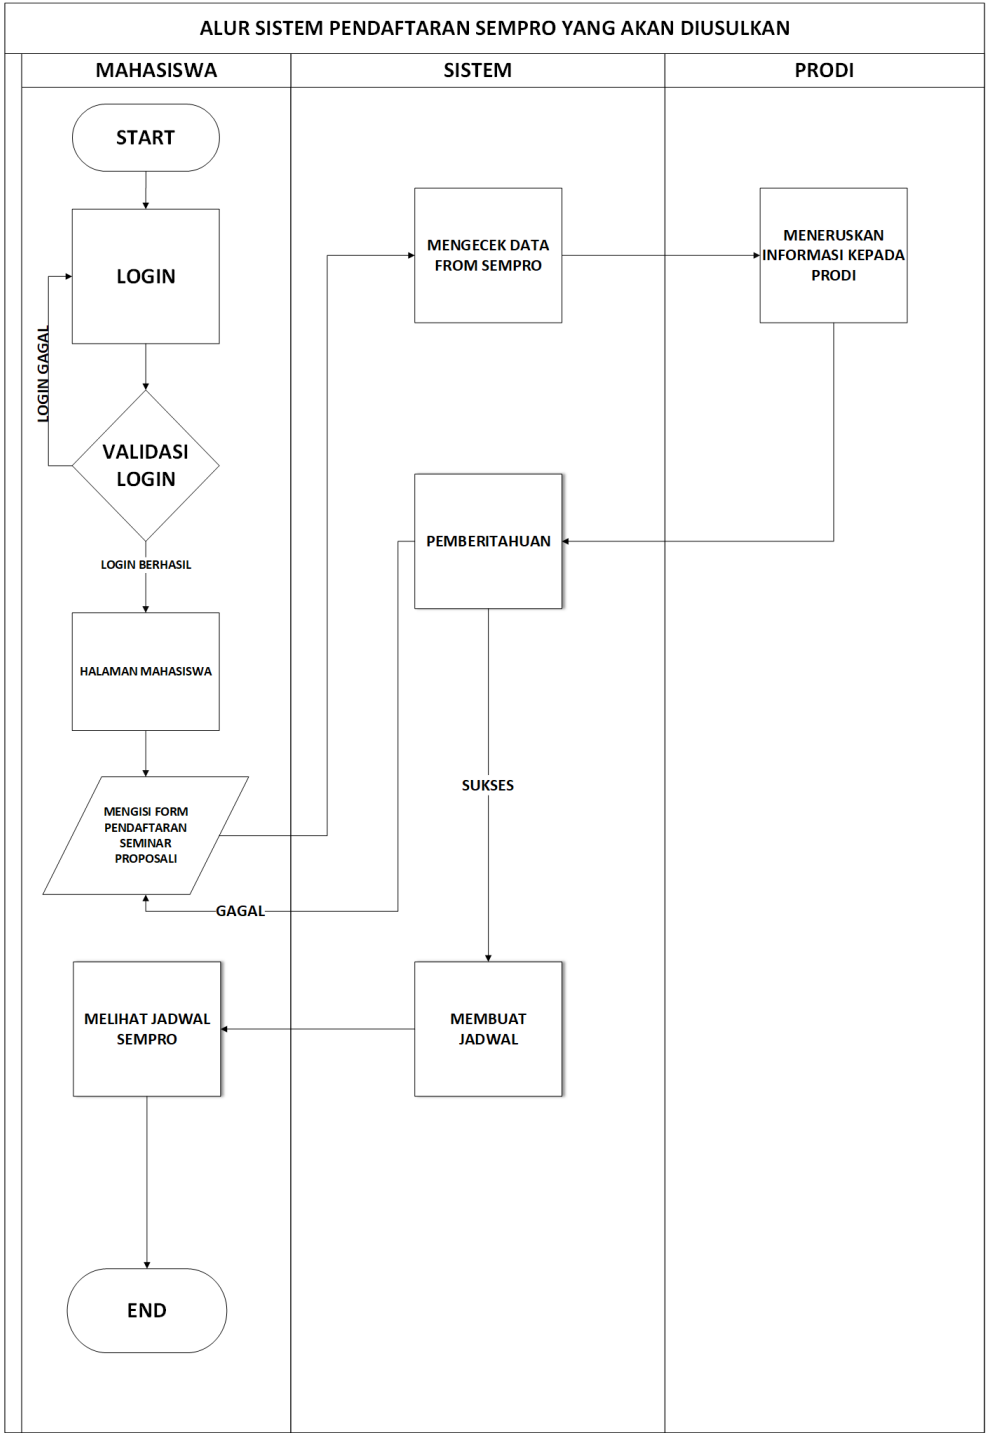 ALUR SISTEM PENDAFTARAN SEMPRO YANG AKAN DIUSULKAN
MAHASISWA
SISTEM
PRODI
START
LOGIN
LOGIN GAGAL
VALIDASI
LOGIN
LOGIN BERHASIL
HALAMAN MAHASISWA
MENGISI FORM
PENDAFTARAN
SEMINAR
PROPOSALI
MENGECEK DATA
FROM SEMPRO
MENERUSKAN
INFORMASI KEPADA
PRODI
PEMBERITAHUAN
SUKSES
GAGAL
MEMBUAT
JADWAL
MELIHAT JADWAL
SEMPRO
END